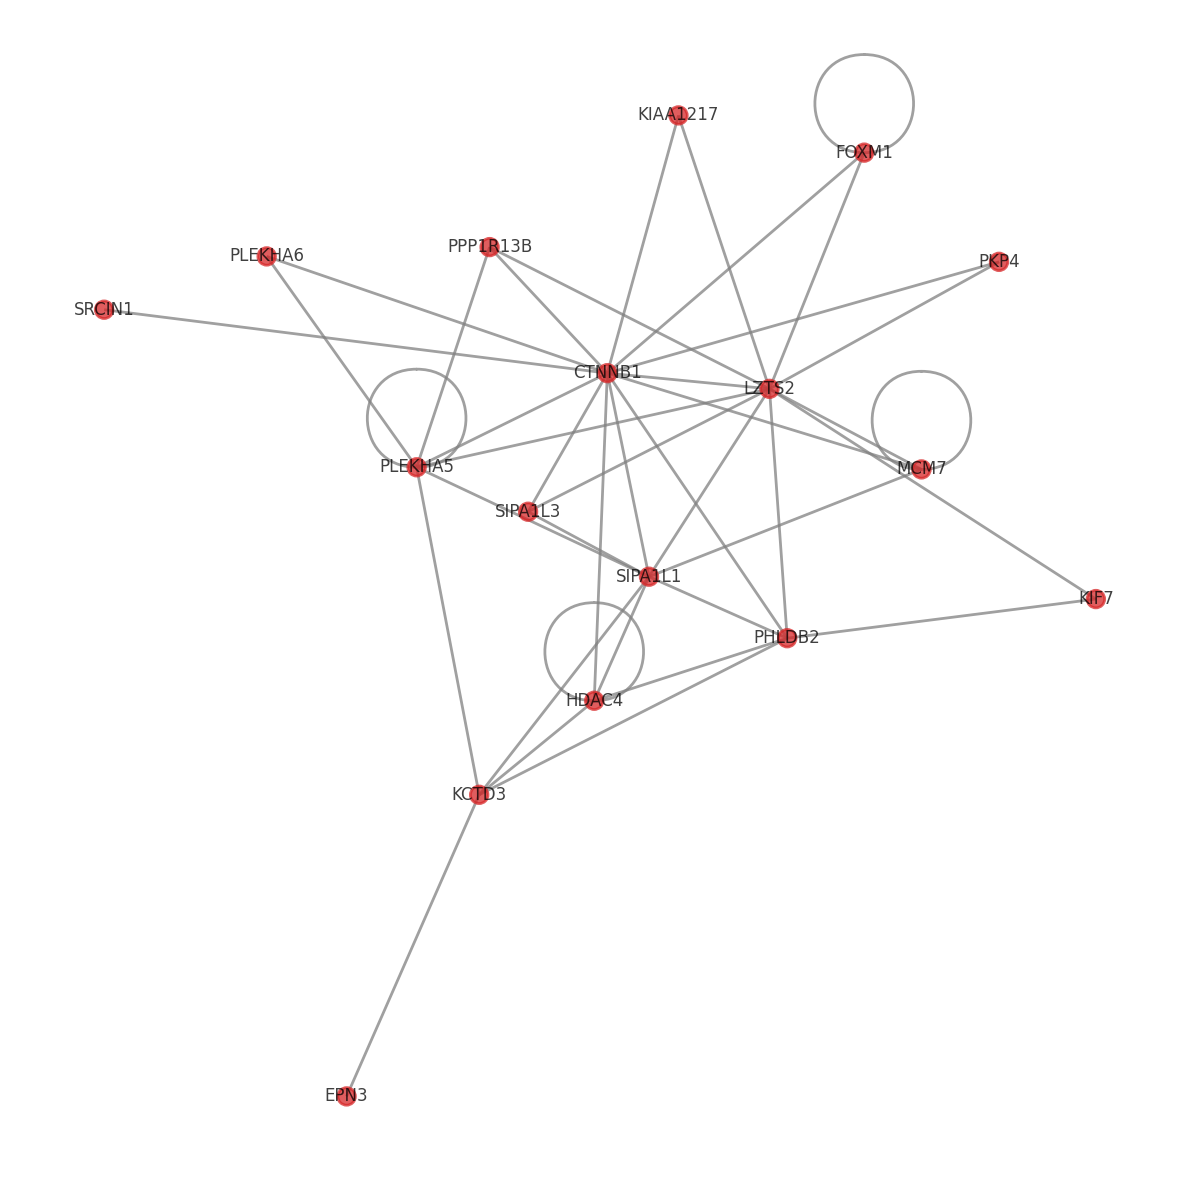 KIAA1217
FOXM1
PPP1R13B
PLEKHA6
PKP4
SRCIN1
CTNNB1
LZTS2
PLEKHA5
MCM7
SIPA1L3
SIPA1L1
KIF7
PHLDB2
HDAC4
KCTD3
EPN3